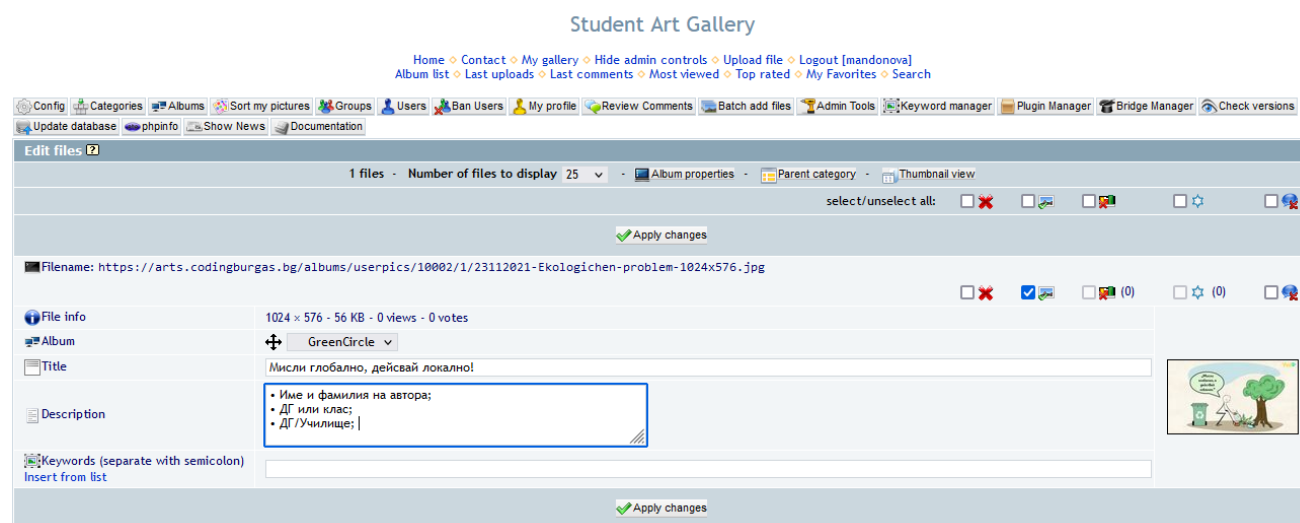 Student Art Gallery
Home ◇ Contact ◇ My gallery ◇ Hide admin controls ◇ Upload file ◇ Logout [mandonova]
Album list ◇ Last uploads ◇ Last comments ◇ Most viewed ◇ Top rated ◇ My Favorites ◇ Search
Config Categories Albums Sort my pictures Groups Users Ban Users My profile Review Comments Batch add files Admin Tools Keyword manager Plugin Manager Bridge Manager Check versions
Update database phpinfo Show News Documentation
Edit files ?
1 files - Number of files to display 25 - Album properties - Parent category - Thumbnail view
select/unselect all:
Apply changes
Filename: https://arts.codingburgas.bg/albums/userpics/10002/1/23112021-Ekologichen-problem-1024x576.jpg
(0) (0)
File info 1024 × 576 - 56 KB - 0 views - 0 votes
Album GreenCircle
Title Мисли глобално, дейсвай локално!
Description
• Име и фамилия на автора;
• ДГ или клас;
• ДГ/Училище;
Keywords (separate with semicolon)
Insert from list
Apply changes